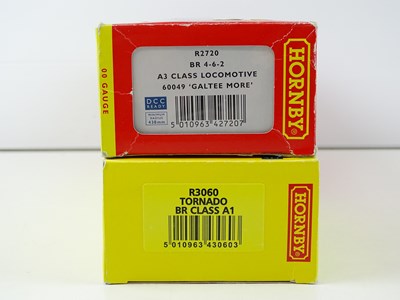 00 GAUGE
R2720
BR 4-6-2
A3 CLASS LOCOMOTIVE
60049 'GALTEE MORE'
DCC
READY
5 010963 427207
HORNBY
R3060
TORNADO
BR CLASS A1
5 010963 430603
HORNBY